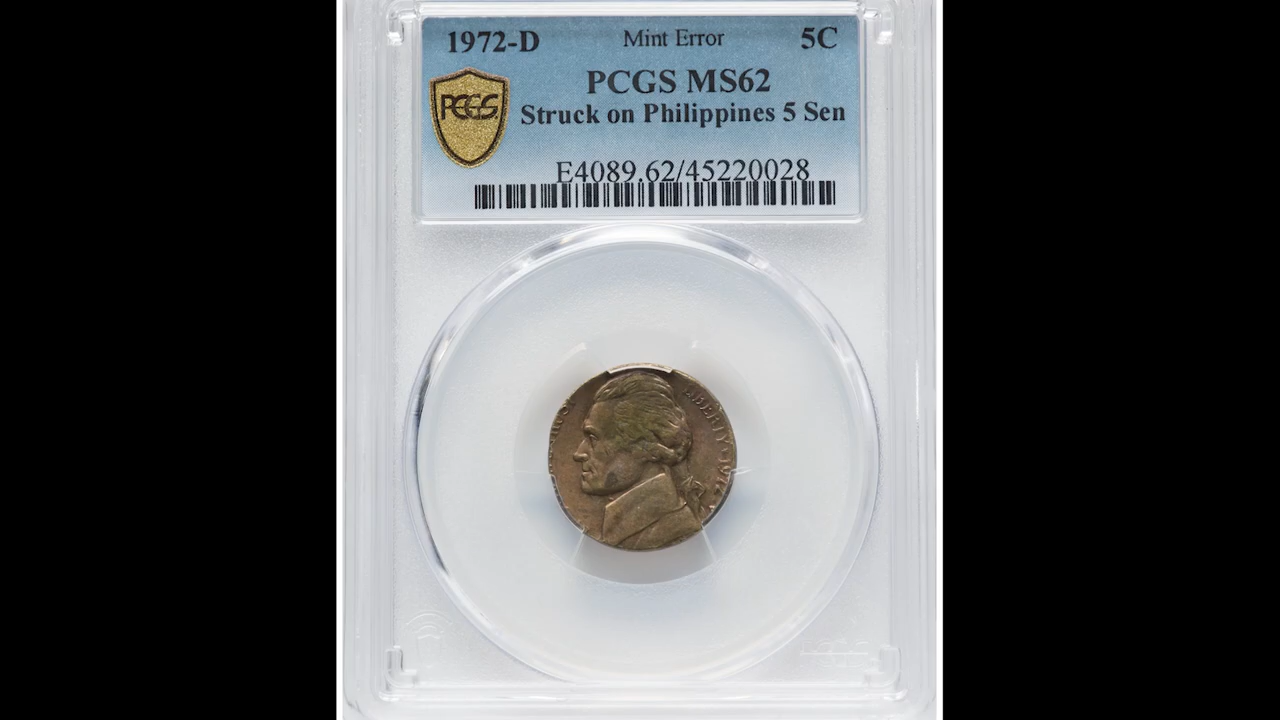 1972-D Mint Error 5C
PCGS MS62
PCGS
Struck on Philippines 5 Sen
E4089.62/45220028
LIBERTY